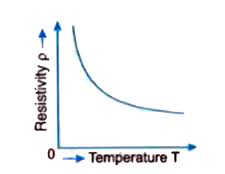 Resistivity ρ
0
Temperature T